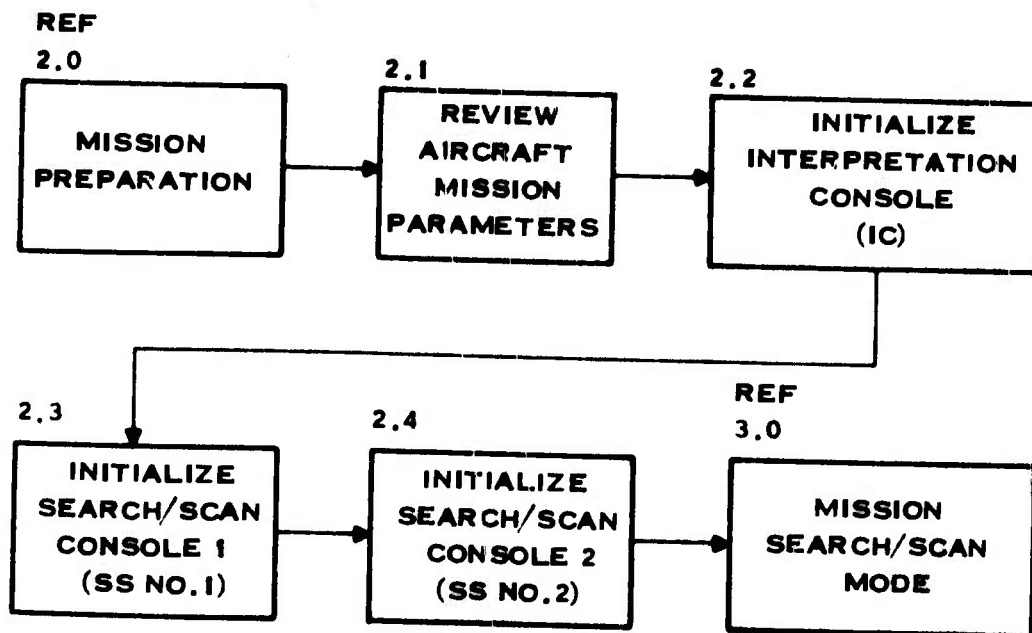 REF
2.0
MISSION
PREPARATION
2.1
REVIEW
AIRCRAFT
MISSION
PARAMETERS
2.2
INITIALIZE
INTERPRETATION
CONSOLE
(IC)
2.3
INITIALIZE
SEARCH/SCAN
CONSOLE 1
(SS NO.1)
2.4
INITIALIZE
SEARCH/SCAN
CONSOLE 2
(SS NO.2)
REF
3.0
MISSION
SEARCH/SCAN
MODE